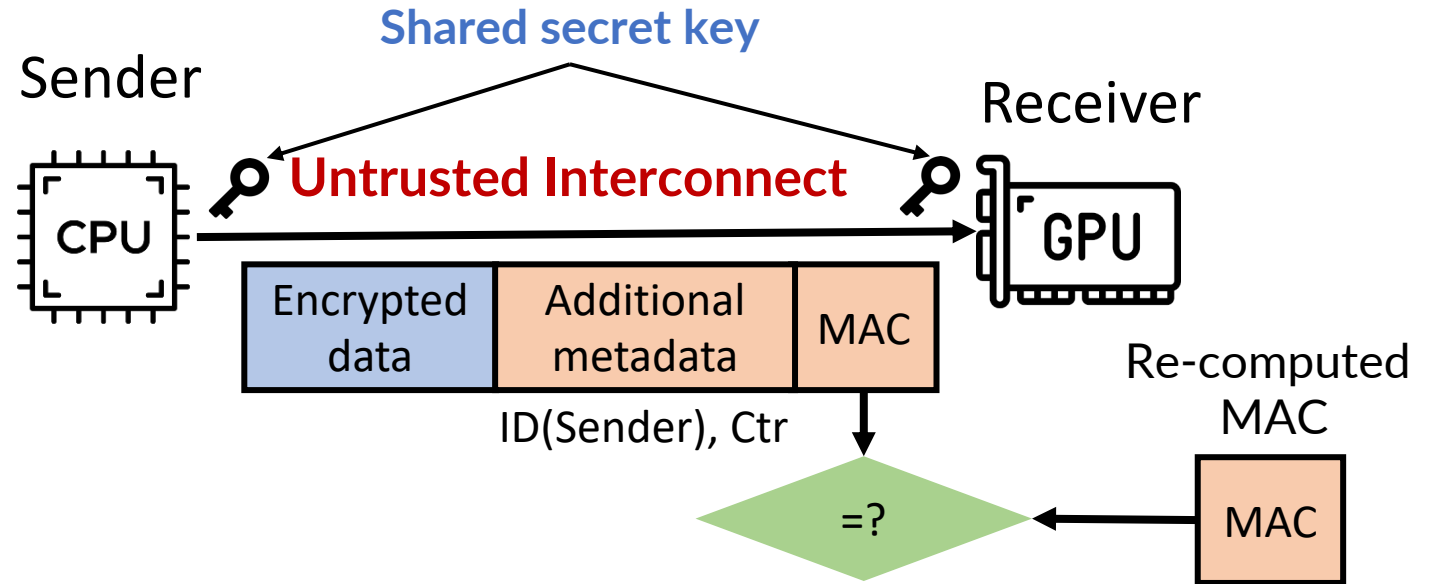 Shared secret key
Sender
Receiver
Untrusted Interconnect
CPU
GPU
Encrypted
data
Additional
metadata
MAC
ID(Sender), Ctr
Re-computed
MAC
=?
MAC